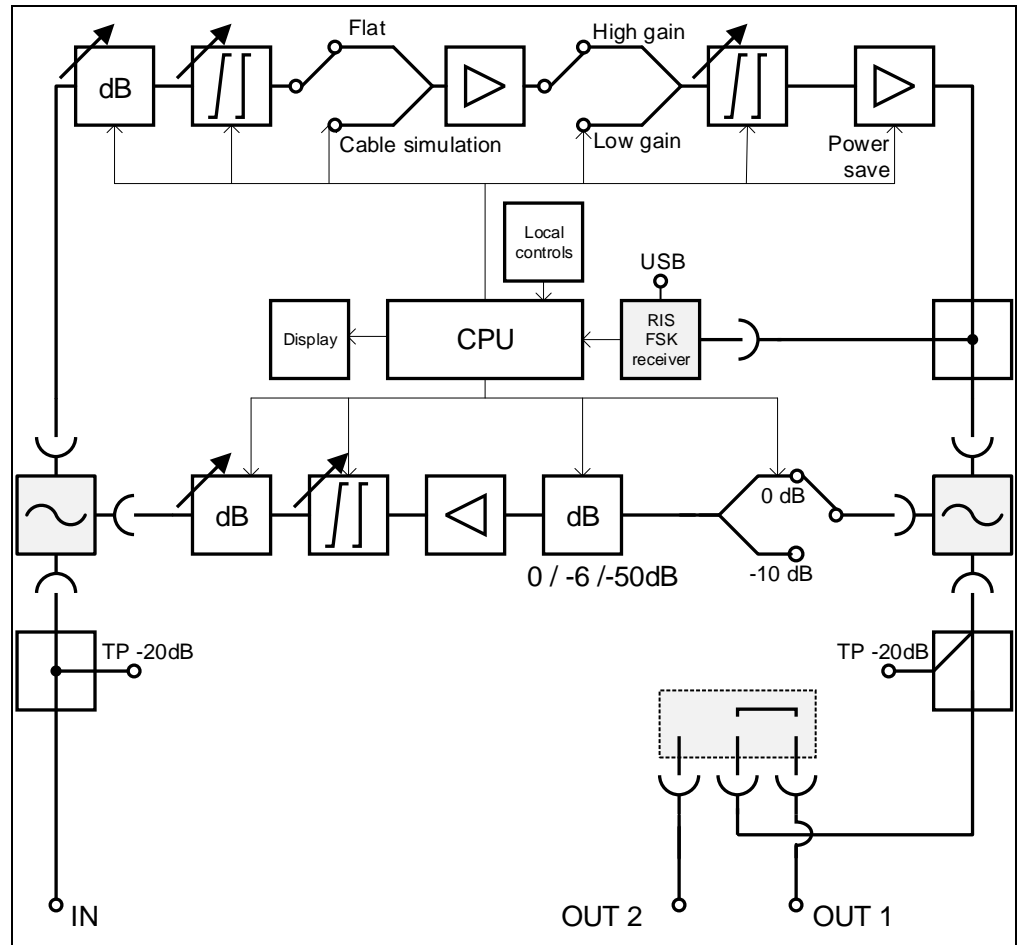 Flat
High gain
dB
Cable simulation
Low gain
Power
save
Local
controls
USB
Display
CPU
RIS
FSK
receiver
dB
dB
0 dB
-10 dB
0 / -6 /-50dB
TP -20dB
TP -20dB
IN
OUT 2
OUT 1